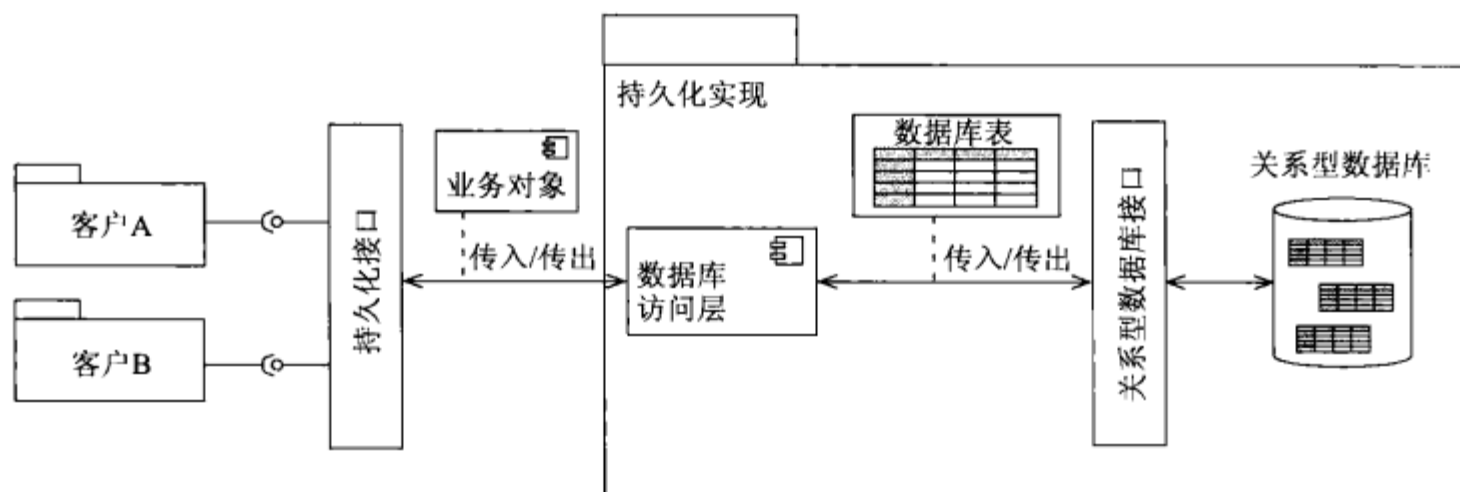 持久化实现
数据库表
关系型数据库
业务对象
客户A
持久化接口
传入/传出
数据库
访问层
传入/传出
关系型数据库接口
客户B